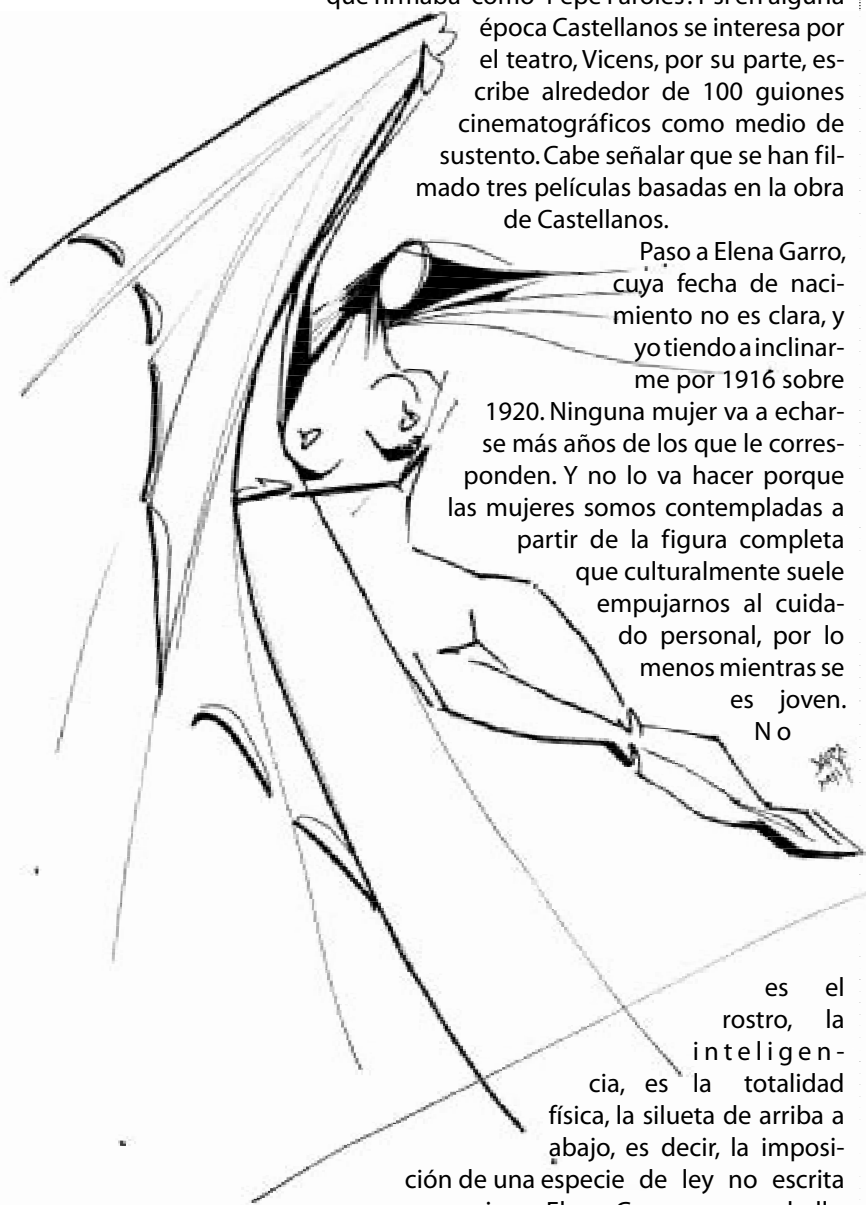 época Castellanos se interesa por
el teatro, Vicens, por su parte, es-
cribe alrededor de 100 guiones
cinematográficos como medio de
sustento. Cabe señalar que se han fil-
mado tres películas basadas en la obra
de Castellanos.
Paso a Elena Garro,
cuya fecha de naci-
miento no es clara, y
yo tiendo a inclinar-
me por 1916 sobre
1920. Ninguna mujer va a echar-
se más años de los que le corres-
ponden. Y no lo va hacer porque
las mujeres somos contempladas a
partir de la figura completa
que culturalmente suele
empujarnos al cuida-
do personal, por lo
menos mientras se
es joven.
No
es el
rostro, la
inteligen-
cia, es la totalidad
física, la silueta de arriba a
abajo, es decir, la imposi-
ción de una especie de ley no escrita